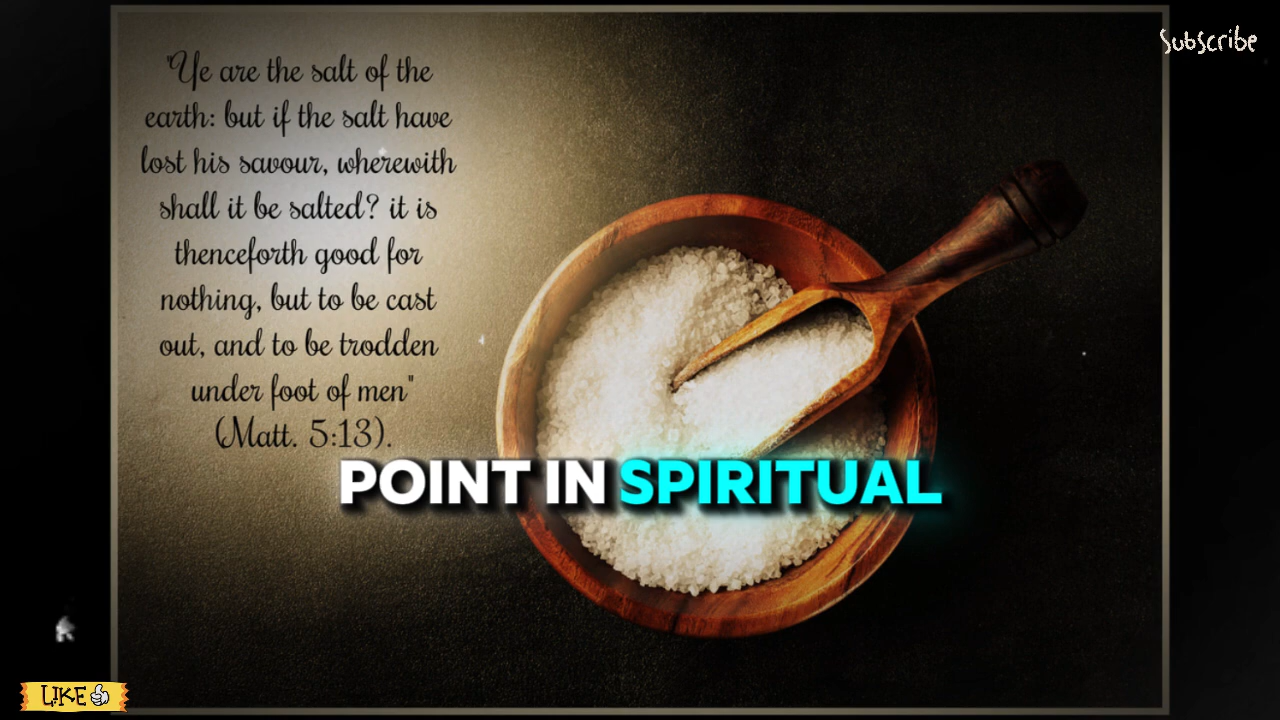 Subscribe
"Ye are the salt of the
earth: but if the salt have
lost his savour, wherewith
shall it be salted? it is
thenceforth good for
nothing, but to be cast
out, and to be trodden
under foot of men"
(Matt. 5:13).
POINT IN SPIRITUAL
LIKE